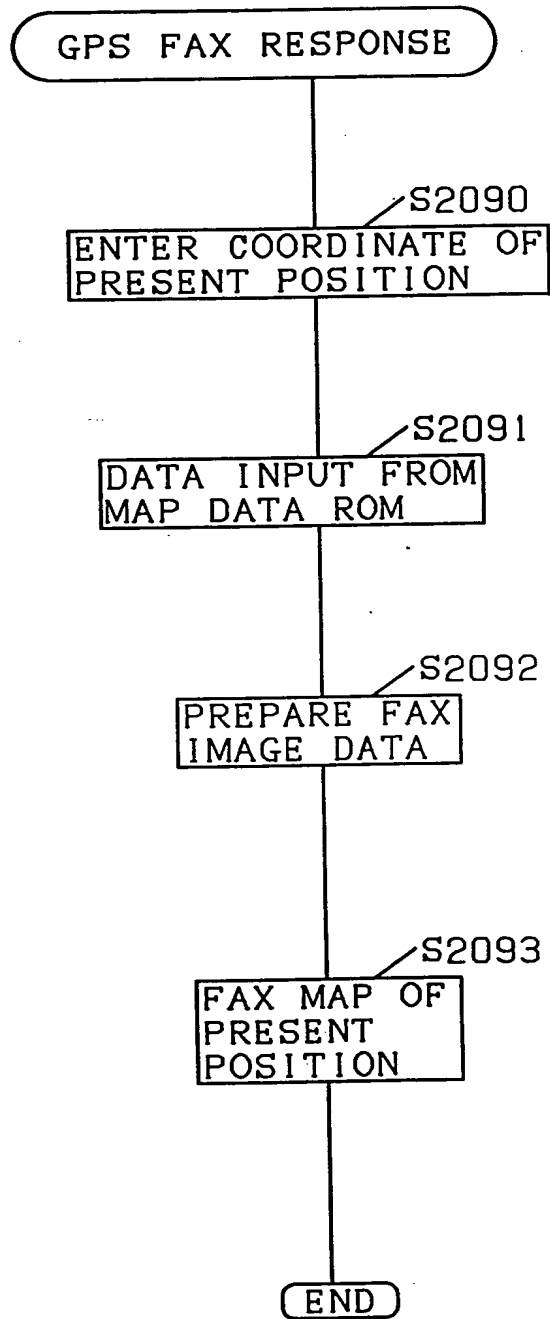 GPS FAX RESPONSE
S2090
ENTER COORDINATE OF
PRESENT POSITION
S2091
DATA INPUT FROM
MAP DATA ROM
S2092
PREPARE FAX
IMAGE DATA
S2093
FAX MAP OF
PRESENT
POSITION
END